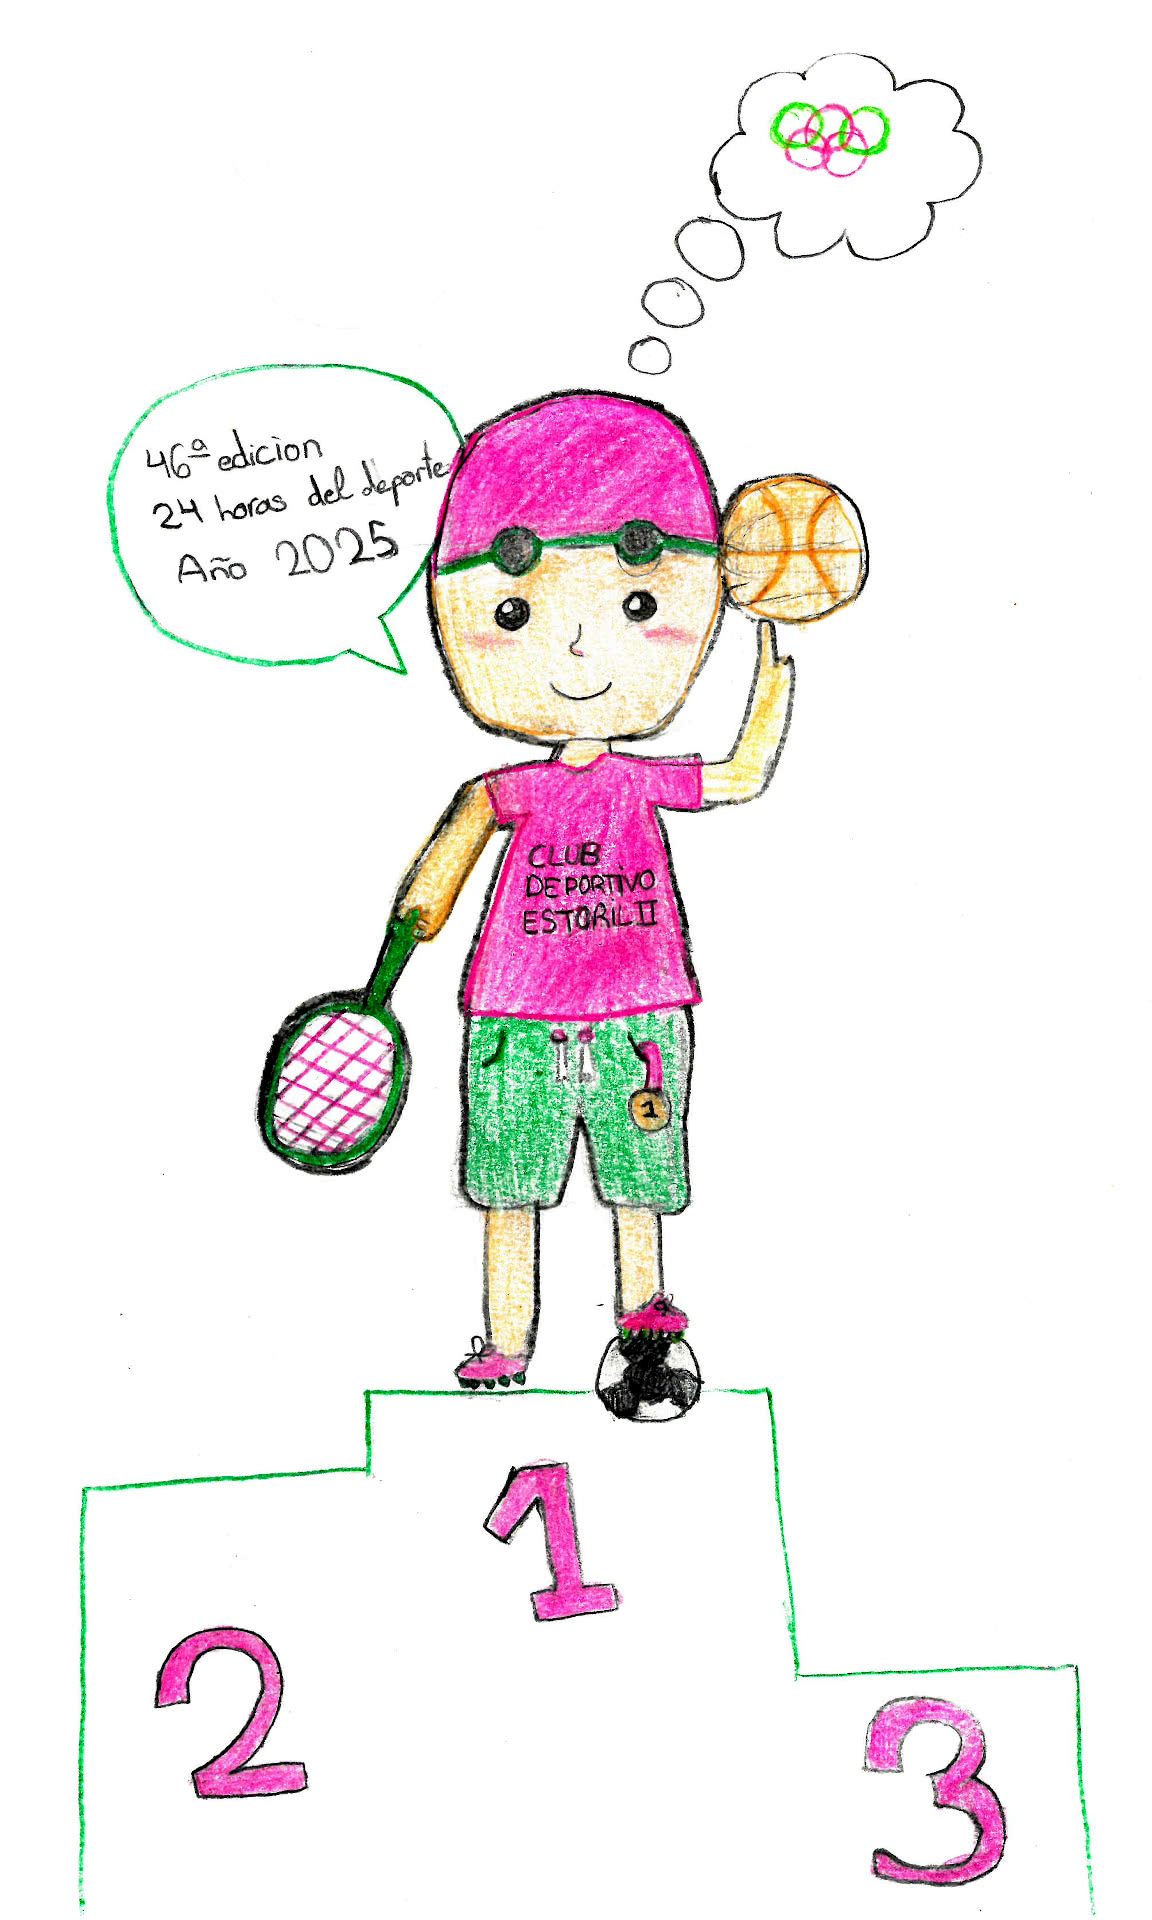 46ª edicion
24 horas del deporte
Año 2025
CLUB
DEPORTIVO
ESTORIL II
1
1
2
3